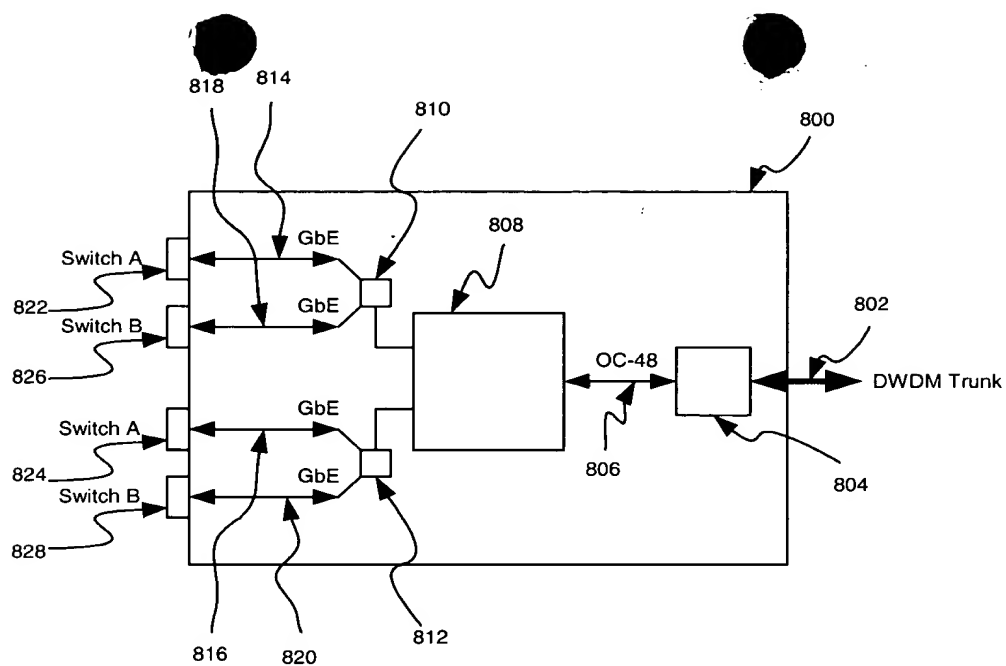 818
814
810
800
808
Switch A
GbE
822
Switch B
GbE
826
OC-48
802
DWDM Trunk
Switch A
GbE
824
806
804
Switch B
GbE
828
816
820
812